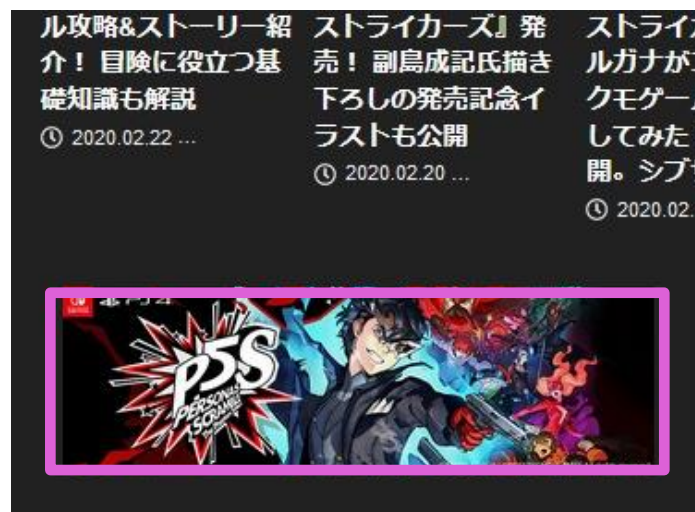 ル攻略&ストーリー紹
介！ 冒険に役立つ基
礎知識も解説
2020.02.22 ...
ストライカーズ』発
売！ 副島成記氏描き
下ろしの発売記念イ
ラストも公開
2020.02.20 ...
ストライ
ルガナが
クモゲー
してみた
開。シブ
2020.02.
P5S
PERSONA5
SCRAMBLE